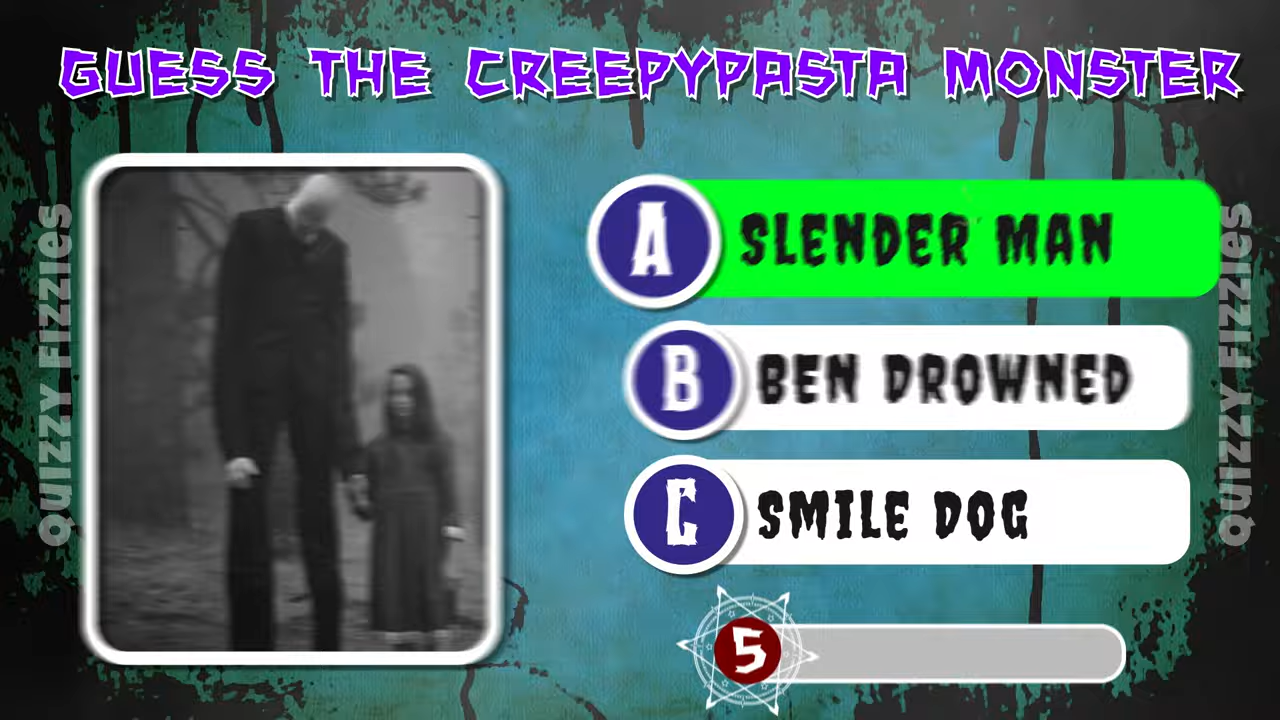 GUESS THE CREEPYPASTA MONSTER
QUIZZY FIZZIES
A SLENDER MAN
B BEN DROWNED
C SMILE DOG
5
QUIZZY FIZZIES